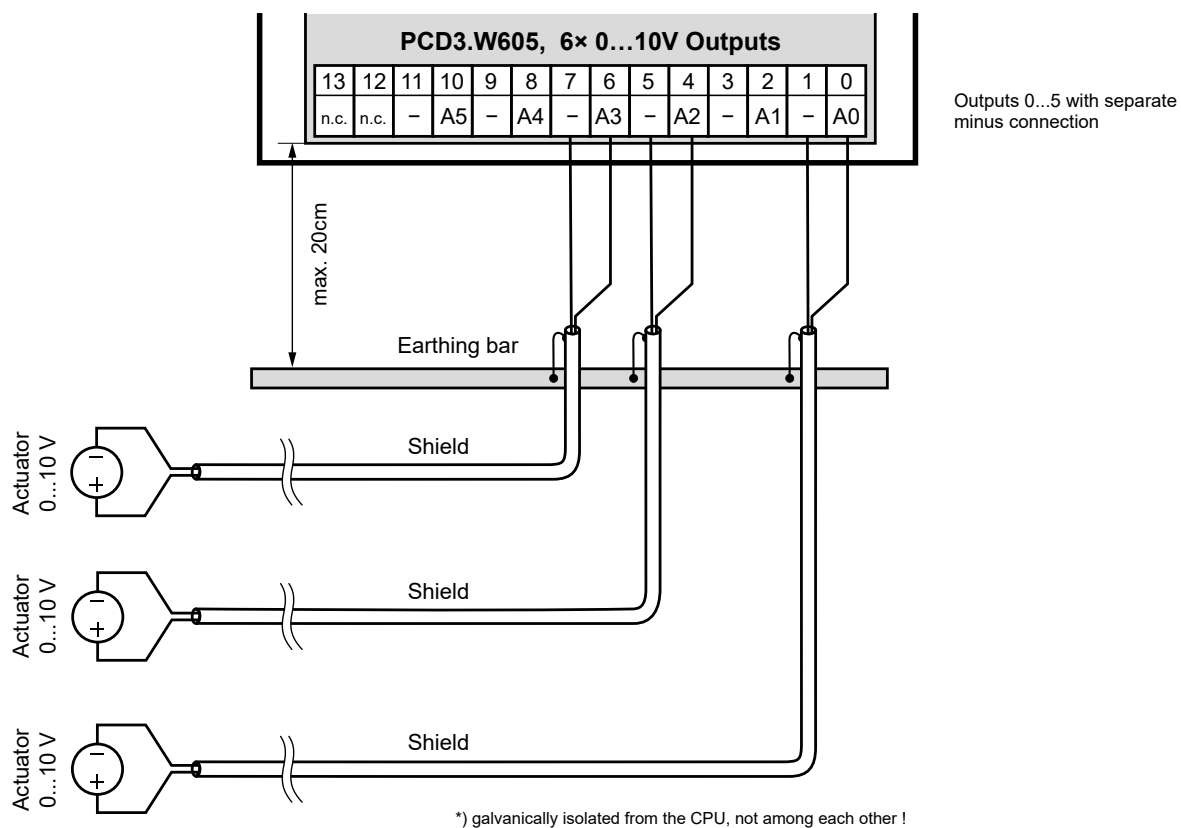 PCD3.W605, 6× 0...10V Outputs
13 12 11 10 9 8 7 6 5 4 3 2 1 0
n.c. n.c. – A5 – A4 – A3 – A2 – A1 – A0
Outputs 0...5 with separate
minus connection
max. 20cm
Earthing bar
Actuator
0...10 V
–
+
Shield
Actuator
0...10 V
–
+
Shield
Actuator
0...10 V
–
+
Shield
*) galvanically isolated from the CPU, not among each other !